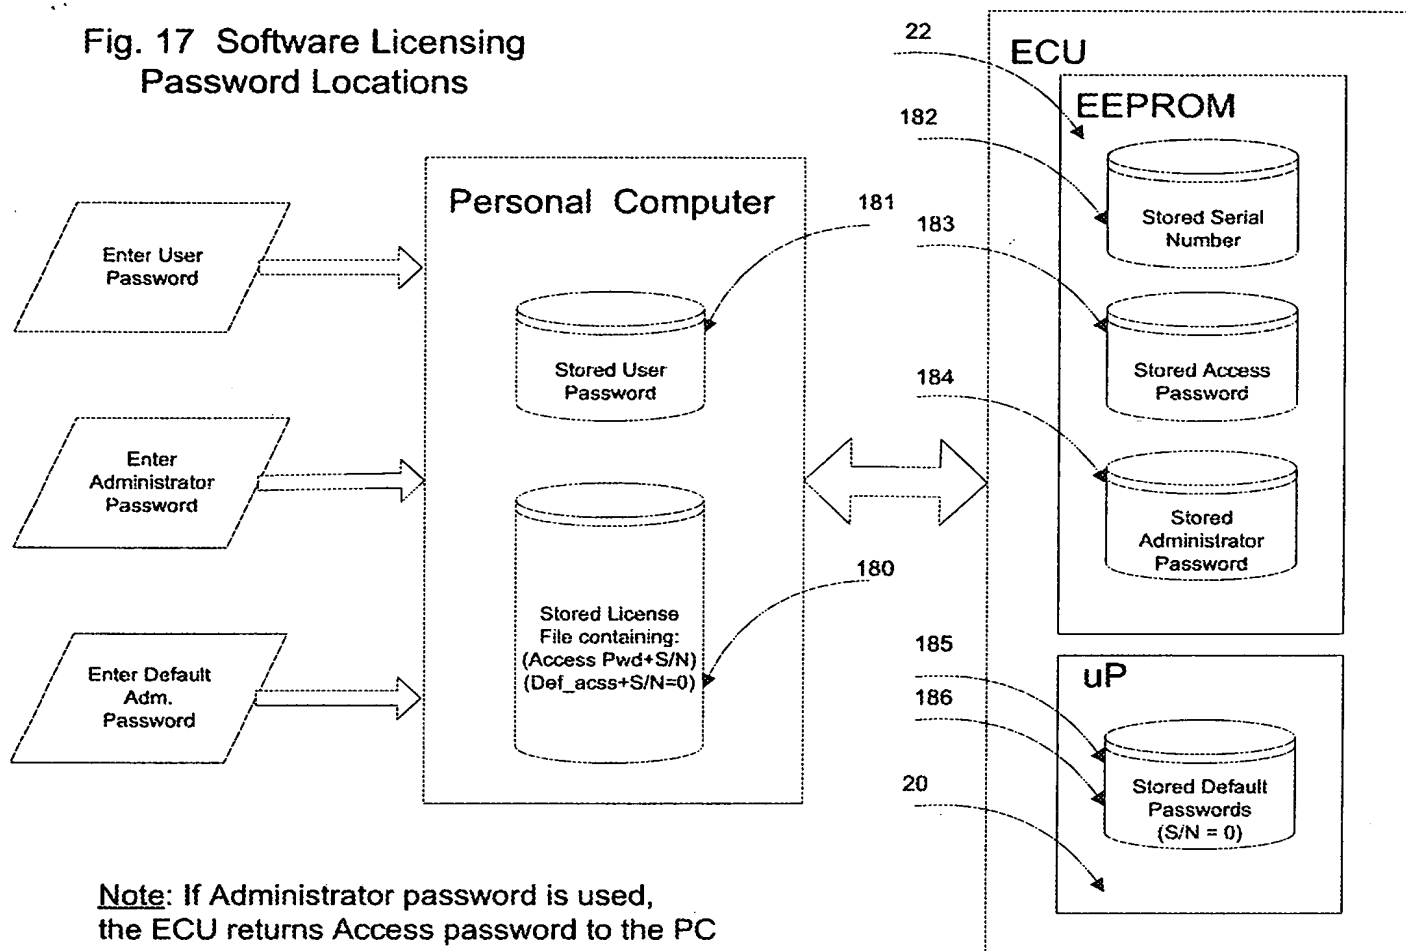 Fig. 17 Software Licensing
Password Locations
Enter User
Password
Enter
Administrator
Password
Enter Default
Adm.
Password
Personal Computer
Stored User
Password
Stored License
File containing:
(Access Pwd+S/N)
(Def_acss+S/N=0)
181
180
22
182
183
184
185
186
20
ECU
EEPROM
Stored Serial
Number
Stored Access
Password
Stored
Administrator
Password
uP
Stored Default
Passwords
(S/N = 0)
Note: If Administrator password is used,
the ECU returns Access password to the PC